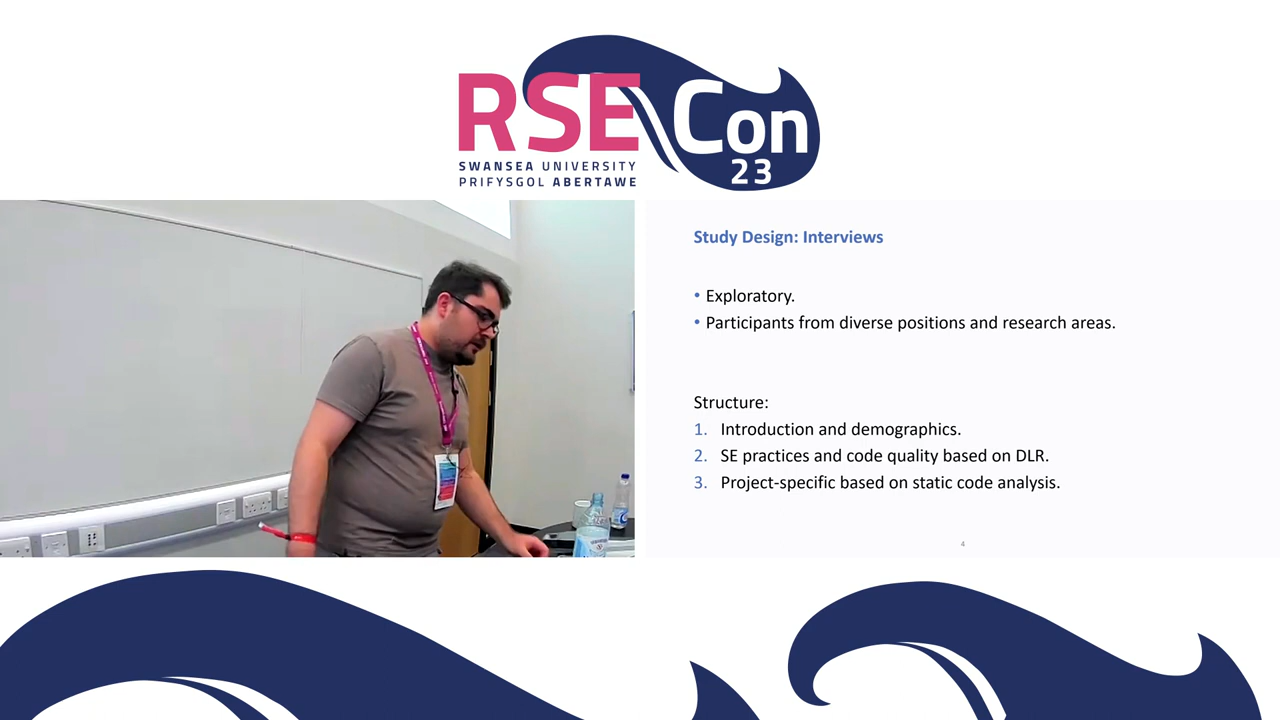 RSE Con
23
SWANSEA UNIVERSITY
PRIFYSGOL ABERTAWE
Study Design: Interviews
• Exploratory.
• Participants from diverse positions and research areas.
Structure:
1. Introduction and demographics.
2. SE practices and code quality based on DLR.
3. Project-specific based on static code analysis.
4